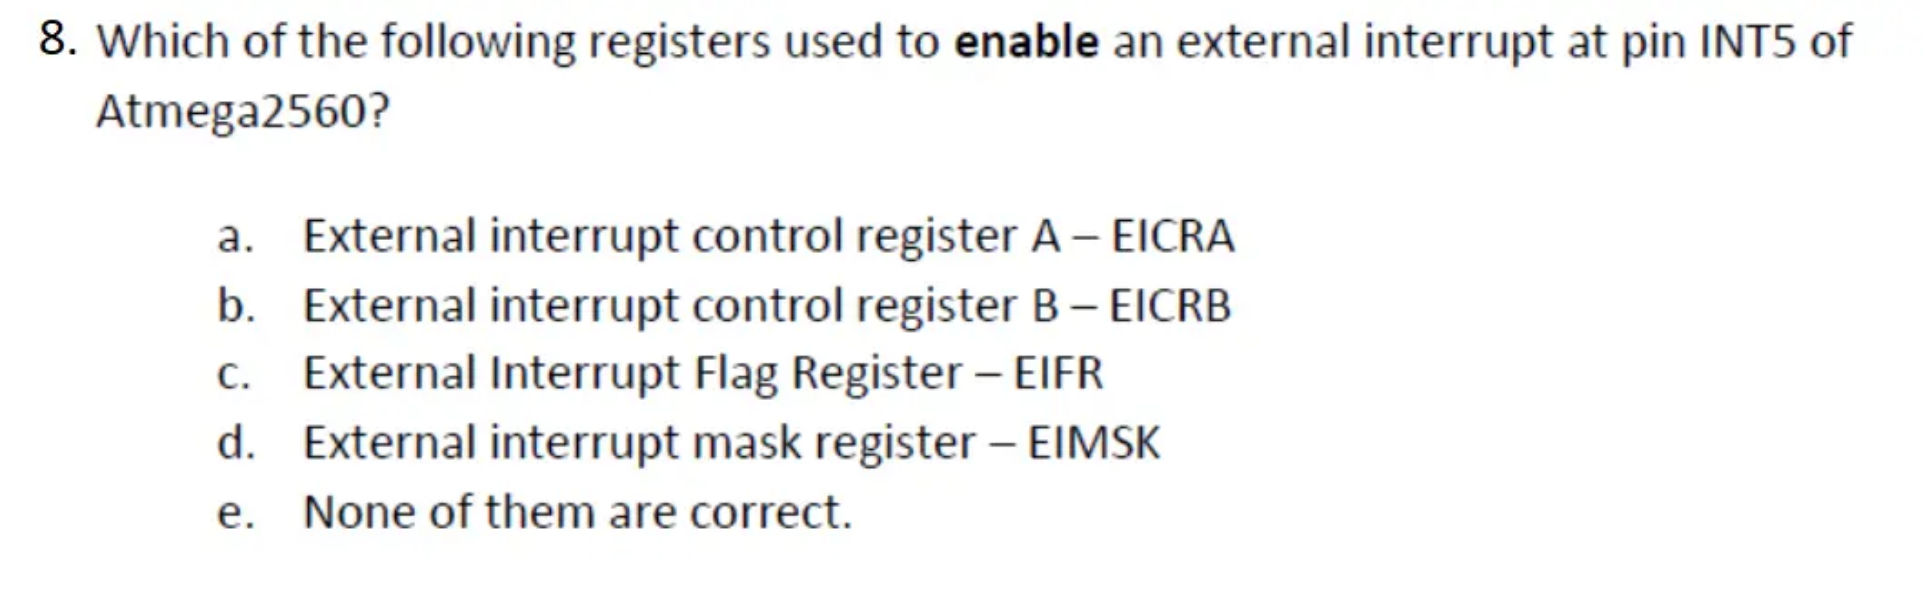 8. Which of the following registers used to enable an external interrupt at pin INT5 of
Atmega2560?
a. External interrupt control register A – EICRA
b. External interrupt control register B – EICRB
c. External Interrupt Flag Register – EIFR
d. External interrupt mask register – EIMSK
e. None of them are correct.